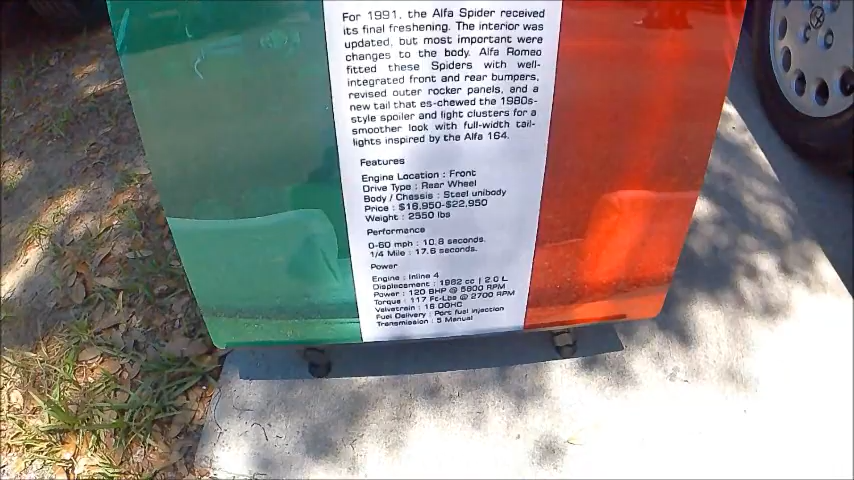 For 1991, the Alfa Spider received
its final freshening. The interior was
updated, but most important were
changes to the body. Alfa Romeo
fitted these Spiders with well-
integrated front and rear bumpers,
revised outer rocker panels, and a
new tail that es-chewed the 1980s-
style spoiler and light clusters for a
smoother look with full-width tail-
lights inspired by the Alfa 164.
Features
Engine Location : Front
Drive Type : Rear Wheel
Body / Chassis : Steel unibody
Price : $16,950-$22,950
Weight : 2550 lbs
Performance
0-60 mph : 10.8 seconds.
1/4 Mile : 17.6 seconds.
Power
Engine : Inline 4
Displacement : 1962 cc | 2.0 L
Power : 120 BHP @ 5800 RPM
Torque : 117 Ft-Lbs @ 2700 RPM
Valvetrain : 16 DOHC
Fuel Delivery : Port fuel injection
Transmission : 5 Manual